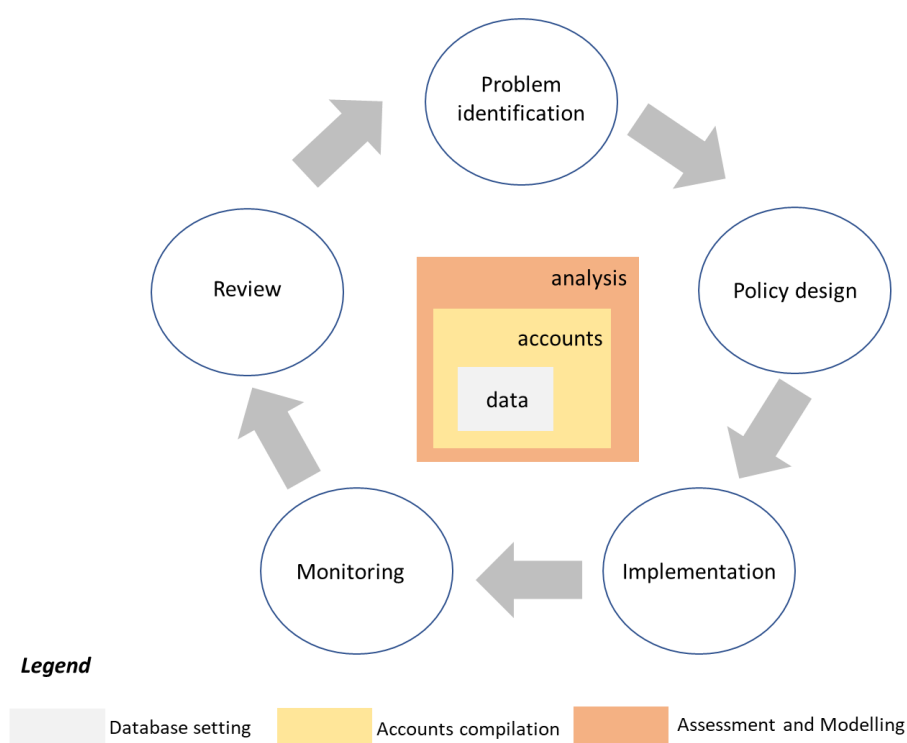 Problem
identification
Review
Policy design
analysis
accounts
data
Monitoring
Implementation
Legend
Database setting
Accounts compilation
Assessment and Modelling